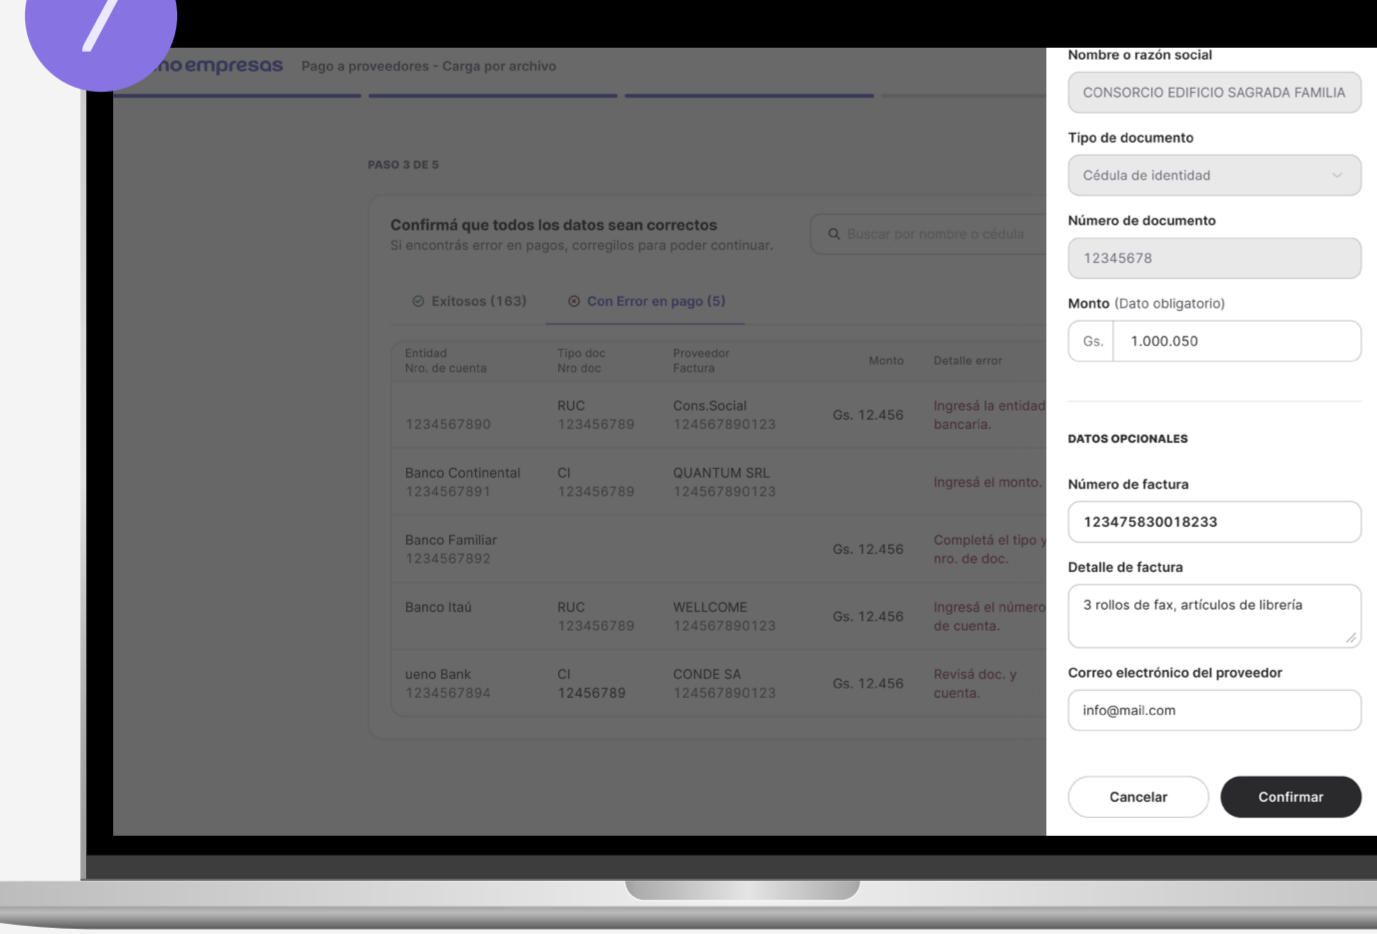 7
no empresas
Pago a proveedores - Carga por archivo
PASO 3 DE 5
Confirmá que todos los datos sean correctos
Si encontrás error en pagos, corregilos para poder continuar.
Buscar por nombre o cédula
Exitosos (163)
Con Error en pago (5)
Entidad
Nro. de cuenta
Tipo doc
Nro doc
Proveedor
Factura
Monto
Detalle error
1234567890
RUC
123456789
Cons.Social
124567890123
Gs. 12.456
Ingresá la entidad
bancaria.
Banco Continental
1234567891
CI
123456789
QUANTUM SRL
124567890123
Ingresá el monto.
Banco Familiar
1234567892
Gs. 12.456
Completá el tipo y
nro. de doc.
Banco Itaú
RUC
123456789
WELLCOME
124567890123
Gs. 12.456
Ingresá el número
de cuenta.
ueno Bank
1234567894
CI
12456789
CONDE SA
124567890123
Gs. 12.456
Revisá doc. y
cuenta.
Nombre o razón social
CONSORCIO EDIFICIO SAGRADA FAMILIA
Tipo de documento
Cédula de identidad
Número de documento
12345678
Monto (Dato obligatorio)
Gs. 1.000.050
DATOS OPCIONALES
Número de factura
123475830018233
Detalle de factura
3 rollos de fax, artículos de librería
Correo electrónico del proveedor
info@mail.com
Cancelar
Confirmar